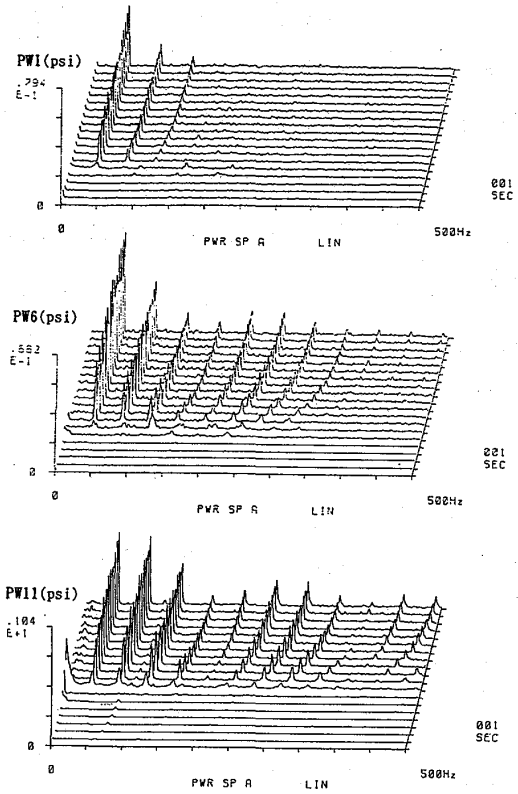 PW1(psi)
.794
E-1
0
0
001
SEC
500Hz
PWR SP A LIN
PW6(psi)
.662
E-1
0
0
001
SEC
500Hz
PWR SP A LIN
PW11(psi)
.104
E+1
0
0
001
SEC
500Hz
PWR SP A LIN